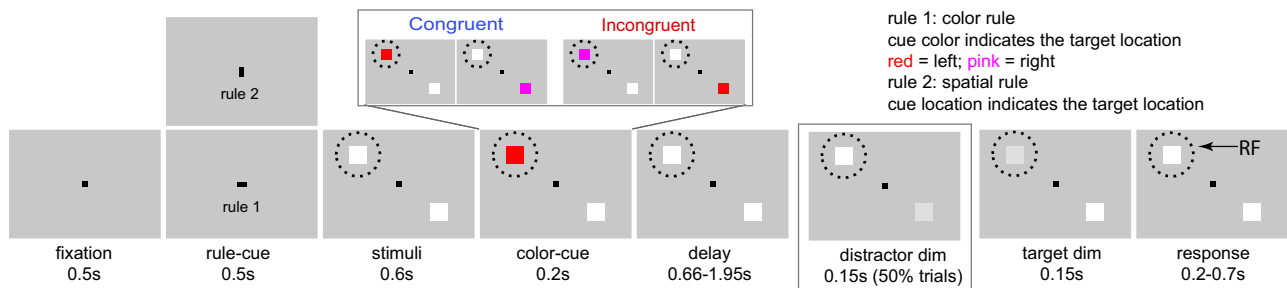 Congruent
Incongruent
rule 1: color rule
cue color indicates the target location
red = left; pink = right
rule 2: spatial rule
cue location indicates the target location
rule 2
rule 1
RF
fixation
0.5s
rule-cue
0.5s
stimuli
0.6s
color-cue
0.2s
delay
0.66-1.95s
distractor dim
0.15s (50% trials)
target dim
0.15s
response
0.2-0.7s